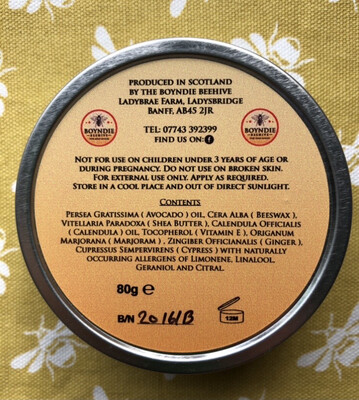 PRODUCED IN SCOTLAND
BY THE BOYNDIE BEEHIVE
LADYBRAE FARM, LADYSBRIDGE
BANFF, AB45 2JR
BOYNDIE
BEEHIVE
BOYNDIE
BEEHIVE
TEL: 07743 392399
FIND US ON: f
NOT FOR USE ON CHILDREN UNDER 3 YEARS OF AGE OR
DURING PREGNANCY. DO NOT USE ON BROKEN SKIN.
FOR EXTERNAL USE ONLY. APPLY AS REQUIRED.
STORE IN A COOL PLACE AND OUT OF DIRECT SUNLIGHT.
CONTENTS
PERSEA GRATISSIMA ( AVOCADO ) OIL, CERA ALBA ( BEESWAX ),
VITELLARIA PARADOXA ( SHEA BUTTER ), CALENDULA OFFICIALIS
( CALENDULA ) OIL, TOCOPHEROL ( VITAMIN E ), ORIGANUM
MARJORANA ( MARJORAM ) , ZINGIBER OFFICIANALIS ( GINGER ),
CUPRESSUS SEMPERVIRENS ( CYPRESS ) WITH NATURALLY
OCCURRING ALLERGENS OF LIMONENE, LINALOOL,
GERANIOL AND CITRAL.
80g ℮
B/N 20161B
12M